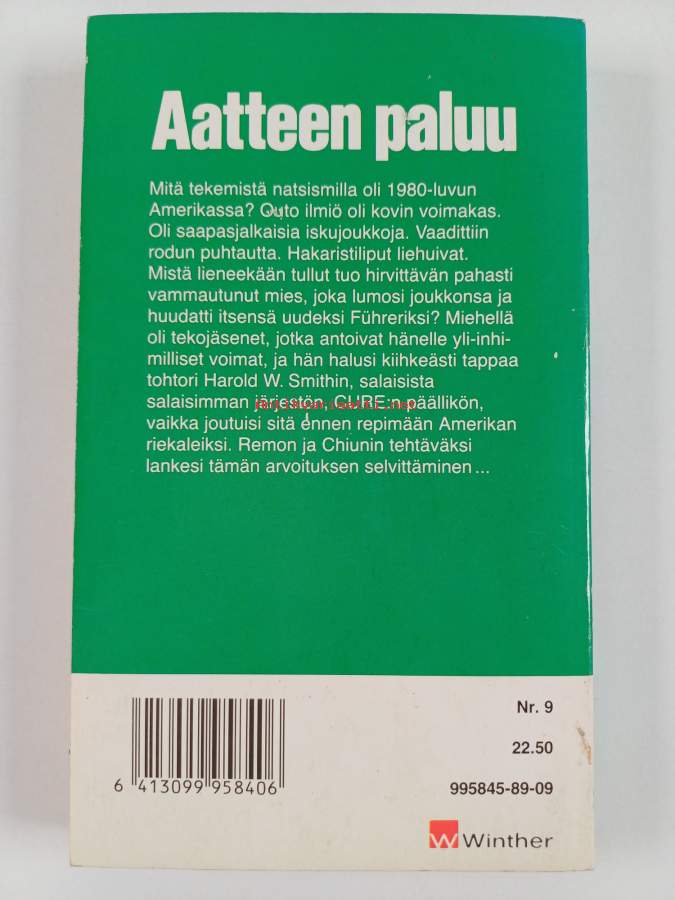 Aatteen paluu
Mitä tekemistä natsismilla oli 1980-luvun
Amerikassa? Outo ilmiö oli kovin voimakas.
Oli saapasjalkaisia iskujoukkoja. Vaadittiin
rodun puhtautta. Hakaristiliput liehuivat.
Mistä lieneekään tullut tuo hirvittävän pahasti
vammautunut mies, joka lumosi joukkonsa ja
huudatti itsensä uudeksi Führeriksi? Miehellä
oli tekojäsenet, jotka antoivat hänelle yli-inhi-
milliset voimat, ja hän halusi kiihkeästi tappaa
tohtori Harold W. Smithin, salaisista
salaisimman järjestön, CURE:n päällikön,
antikvariaatti.net
vaikka joutuisi sitä ennen repimään Amerikan
riekaleiksi. Remon ja Chiunin tehtäväksi
lankesi tämän arvoituksen selvittäminen ...
Nr. 9
22.50
6 413099 958406
995845-89-09
W Winther